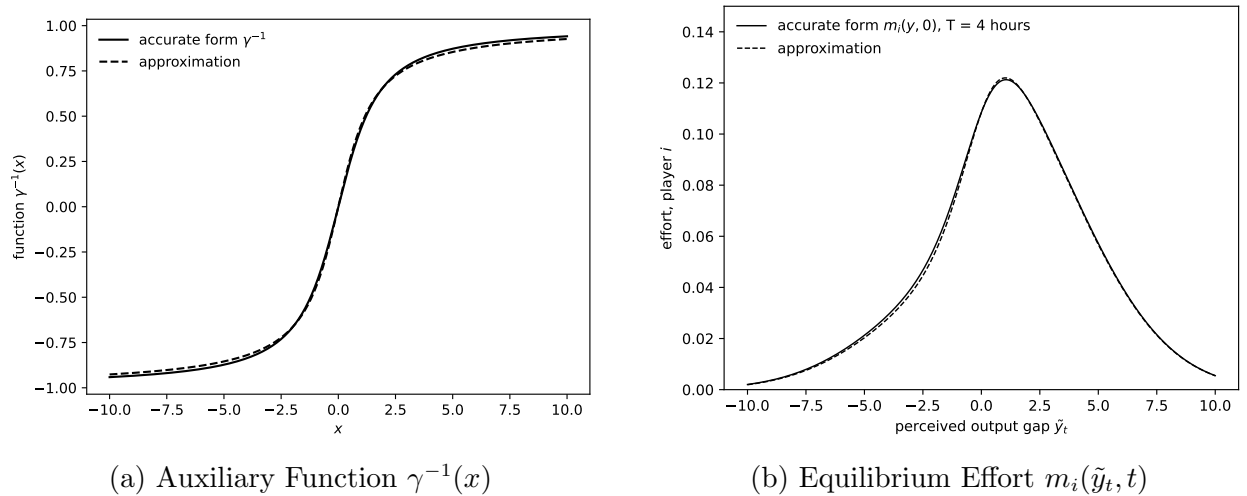 1.00
0.75
0.50
0.25
0.00
−0.25
−0.50
−0.75
−1.00
function γ⁻¹(x)
accurate form γ⁻¹
approximation
−10.0 −7.5 −5.0 −2.5 0.0 2.5 5.0 7.5 10.0
x
(a) Auxiliary Function γ⁻¹(x)
0.14
0.12
0.10
0.08
0.06
0.04
0.02
0.00
effort, player i
accurate form mᵢ(y, 0), T = 4 hours
approximation
−10.0 −7.5 −5.0 −2.5 0.0 2.5 5.0 7.5 10.0
perceived output gap ỹₜ
(b) Equilibrium Effort mᵢ(ỹₜ, t)